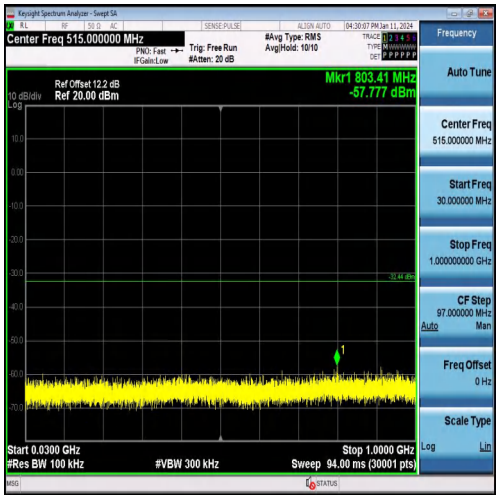 Keysight Spectrum Analyzer - Swept SA
RL RF 50 Ω AC SENSE:PULSE ALIGN AUTO 04:30:07 PM Jan 11, 2024
Center Freq 515.000000 MHz
PNO: Fast
IFGain:Low
Trig: Free Run
#Atten: 20 dB
#Avg Type: RMS
Avg|Hold: 10/10
TRACE 1 2 3 4 5 6
TYPE M W W W W W
DET P P P P P P
Ref Offset 12.2 dB
Ref 20.00 dBm
10 dB/div
Log
Mkr1 803.41 MHz
-57.777 dBm
10.0
0.00
-10.0
-20.0
-30.0
-32.44 dBm
-40.0
-50.0
1
-60.0
-70.0
Start 0.0300 GHz
#Res BW 100 kHz
#VBW 300 kHz
Stop 1.0000 GHz
Sweep 94.00 ms (30001 pts)
MSG
STATUS
Frequency
Auto Tune
Center Freq
515.000000 MHz
Start Freq
30.000000 MHz
Stop Freq
1.000000000 GHz
CF Step
97.000000 MHz
Auto Man
Freq Offset
0 Hz
Scale Type
Log Lin